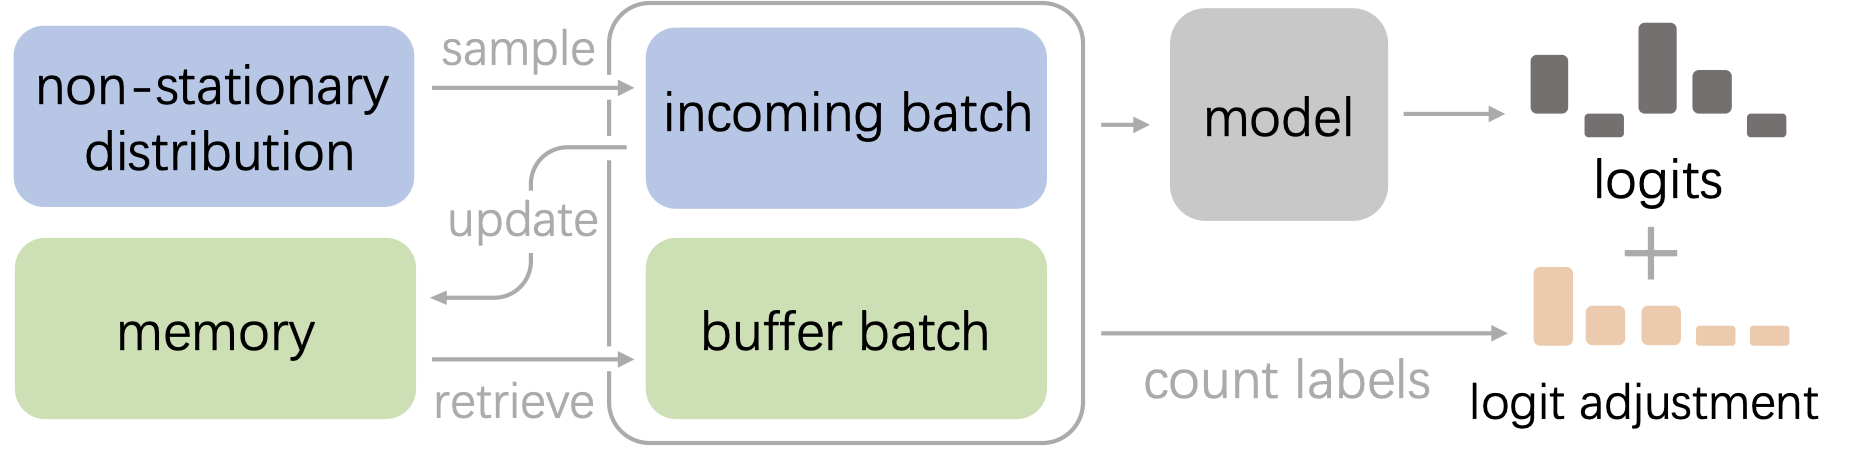 non-stationary
distribution
sample
incoming batch
model
logits
update
+
memory
retrieve
buffer batch
count labels
logit adjustment